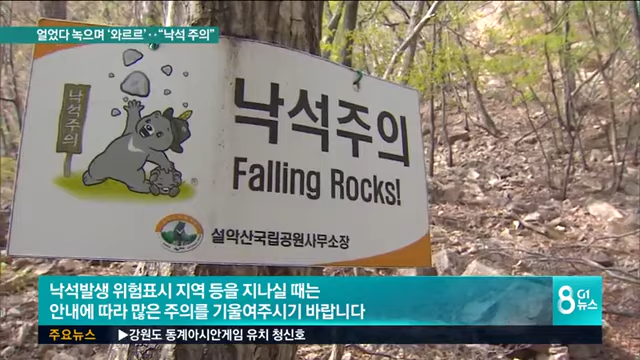 얼었다 녹으며 '와르르'‥"낙석 주의"
낙석주의
낙석주의
Falling Rocks!
설악산국립공원사무소장
낙석발생 위험표시 지역 등을 지나실 때는
안내에 따라 많은 주의를 기울여주시기 바랍니다
8 G1 뉴스
주요뉴스 ▶강원도 동계아시안게임 유치 청신호